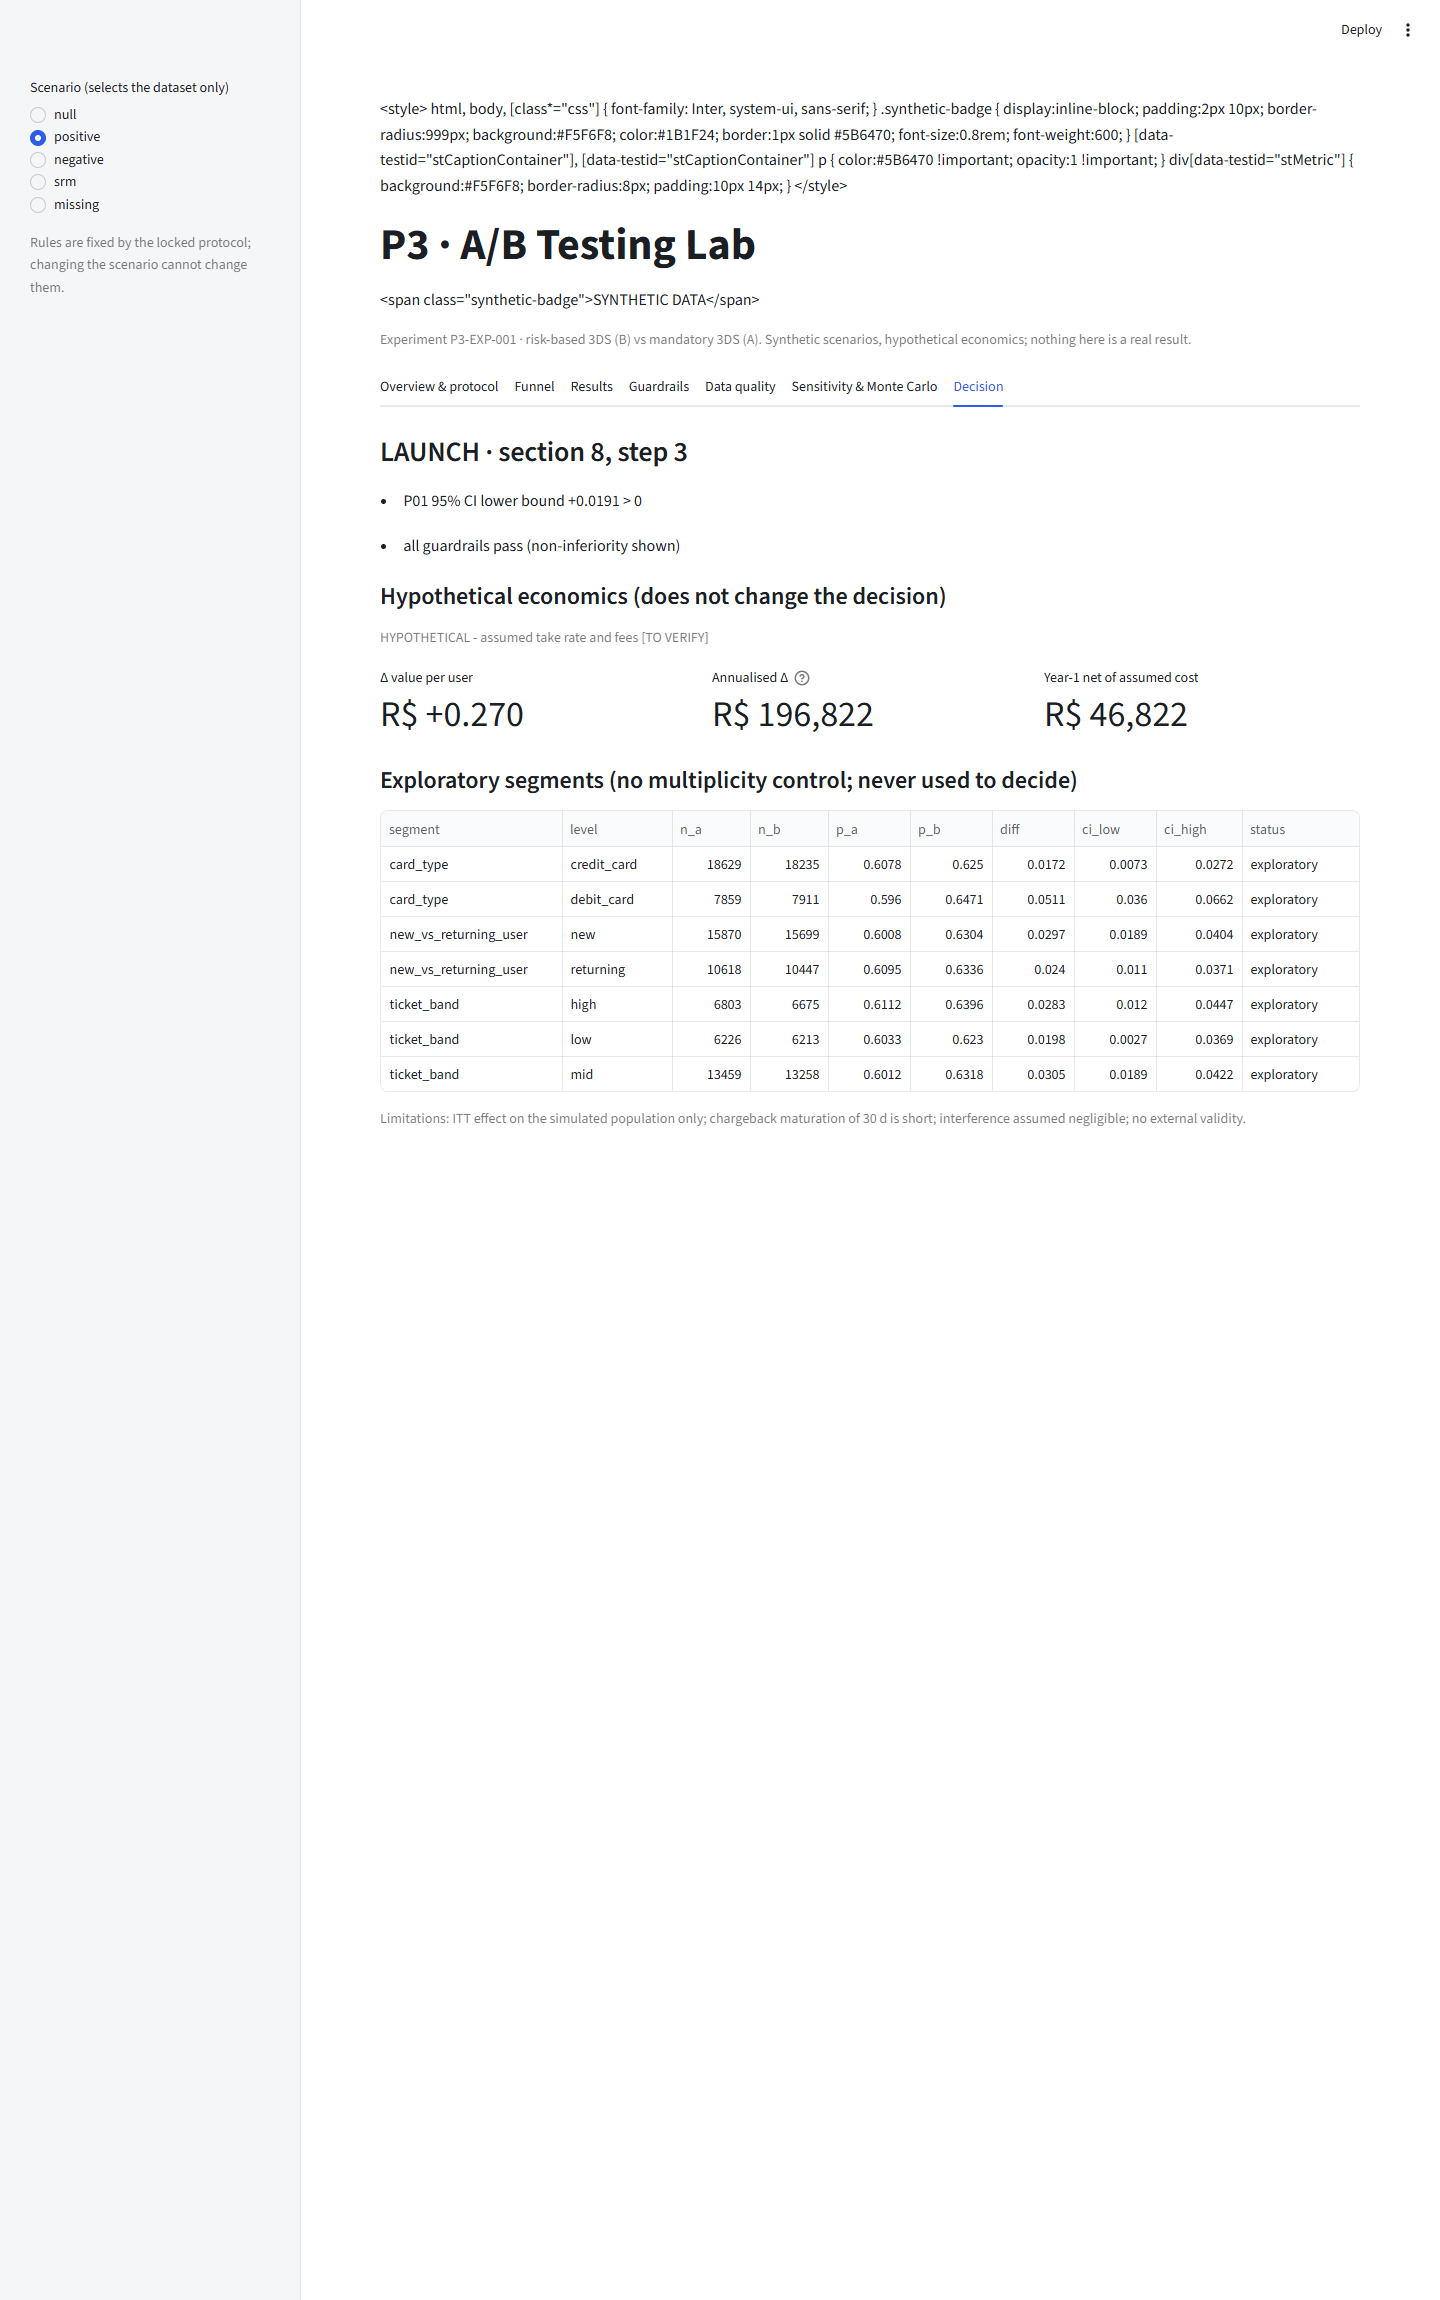 Deploy
Scenario (selects the dataset only)
null
positive
negative
srm
missing
Rules are fixed by the locked protocol;
changing the scenario cannot change
them.
<style> html, body, [class*="css"] { font-family: Inter, system-ui, sans-serif; } .synthetic-badge { display:inline-block; padding:2px 10px; border-
radius:999px; background:#F5F6F8; color:#1B1F24; border:1px solid #5B6470; font-size:0.8rem; font-weight:600; } [data-
testid="stCaptionContainer"], [data-testid="stCaptionContainer"] p { color:#5B6470 !important; opacity:1 !important; } div[data-testid="stMetric"] {
background:#F5F6F8; border-radius:8px; padding:10px 14px; } </style>
P3 · A/B Testing Lab
<span class="synthetic-badge">SYNTHETIC DATA</span>
Experiment P3-EXP-001 · risk-based 3DS (B) vs mandatory 3DS (A). Synthetic scenarios, hypothetical economics; nothing here is a real result.
Overview & protocol Funnel Results Guardrails Data quality Sensitivity & Monte Carlo Decision
LAUNCH · section 8, step 3
• P01 95% CI lower bound +0.0191 > 0
• all guardrails pass (non-inferiority shown)
Hypothetical economics (does not change the decision)
HYPOTHETICAL - assumed take rate and fees [TO VERIFY]
Δ value per user Annualised Δ Year-1 net of assumed cost
R$ +0.270 R$ 196,822 R$ 46,822
Exploratory segments (no multiplicity control; never used to decide)
segment level n_a n_b p_a p_b diff ci_low ci_high status
card_type credit_card 18629 18235 0.6078 0.625 0.0172 0.0073 0.0272 exploratory
card_type debit_card 7859 7911 0.596 0.6471 0.0511 0.036 0.0662 exploratory
new_vs_returning_user new 15870 15699 0.6008 0.6304 0.0297 0.0189 0.0404 exploratory
new_vs_returning_user returning 10618 10447 0.6095 0.6336 0.024 0.011 0.0371 exploratory
ticket_band high 6803 6675 0.6112 0.6396 0.0283 0.012 0.0447 exploratory
ticket_band low 6226 6213 0.6033 0.623 0.0198 0.0027 0.0369 exploratory
ticket_band mid 13459 13258 0.6012 0.6318 0.0305 0.0189 0.0422 exploratory
Limitations: ITT effect on the simulated population only; chargeback maturation of 30 d is short; interference assumed negligible; no external validity.